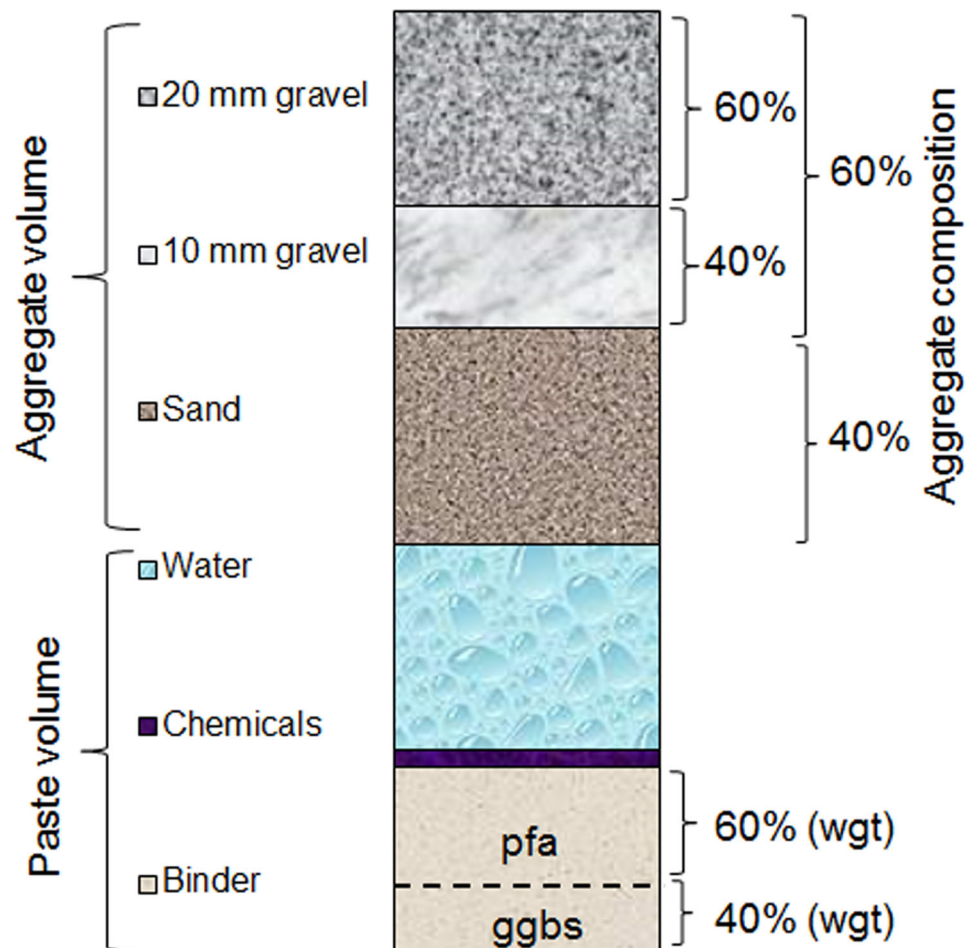 Aggregate volume
20 mm gravel
10 mm gravel
Sand
Paste volume
Water
Chemicals
Binder
pfa
ggbs
60%
40%
60%
40%
Aggregate composition
60% (wgt)
40% (wgt)